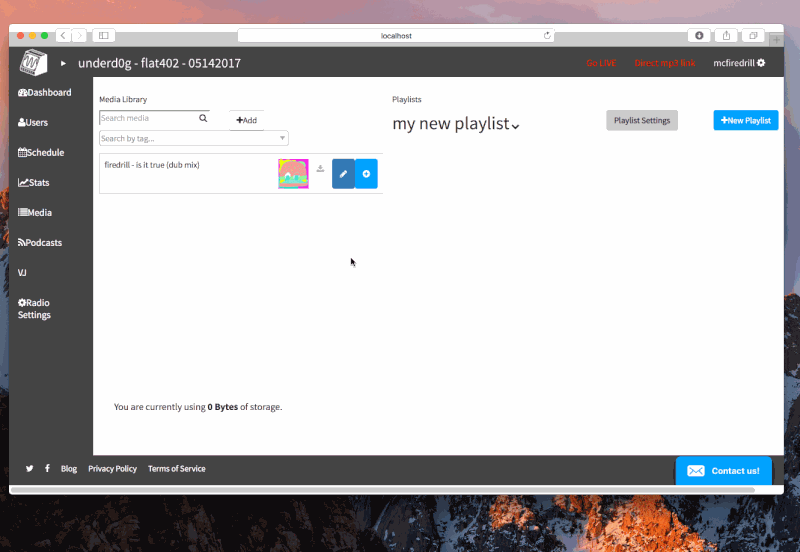 localhost
underd0g - flat402 - 05142017
Go LIVE
Direct mp3 link
mcfiredrill
Dashboard
Users
Schedule
Stats
Media
Podcasts
VJ
Radio
Settings
Media Library
Search media
+Add
Search by tag...
firedrill - is it true (dub mix)
You are currently using 0 Bytes of storage.
Playlists
my new playlist
Playlist Settings
+New Playlist
Blog
Privacy Policy
Terms of Service
Contact us!